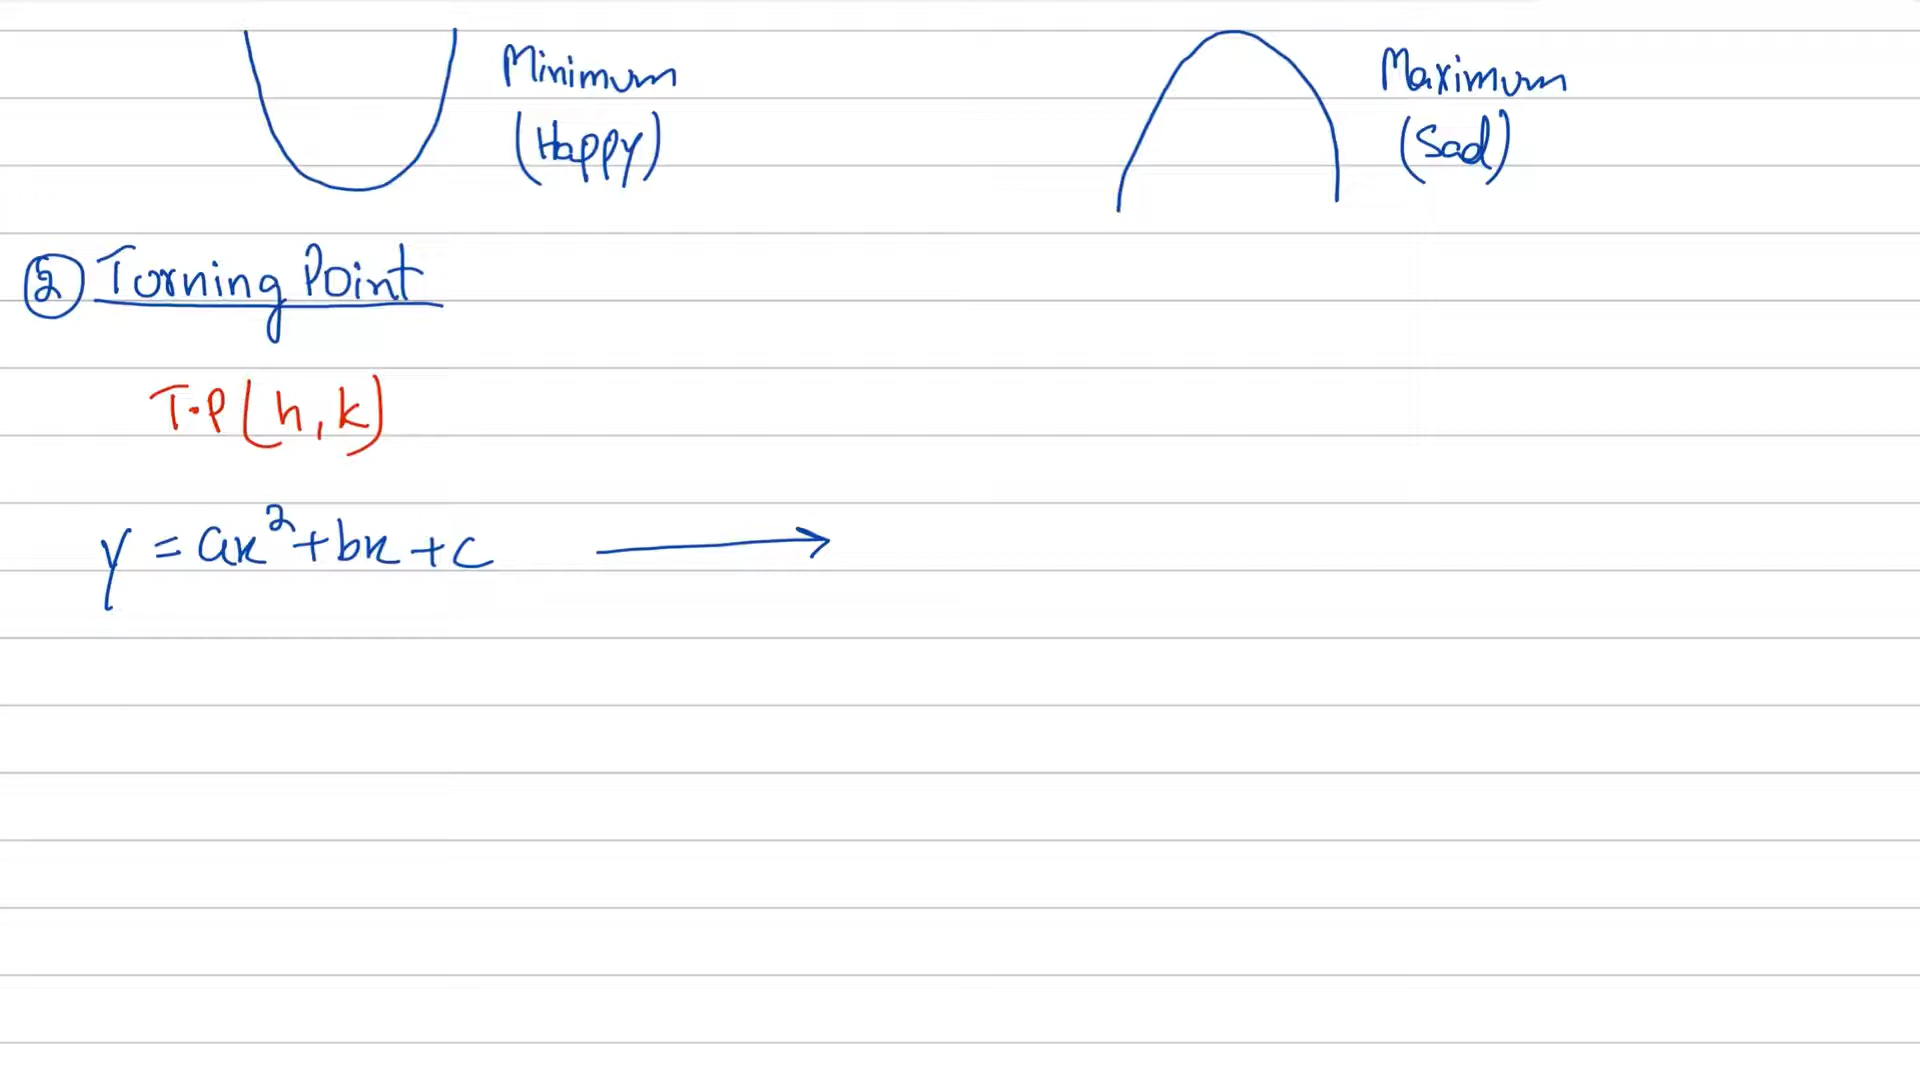 Minimum
(Happy)
Maximum
(Sad)
② Turning Point
T.P(h, k)
y = ax²+bx+c